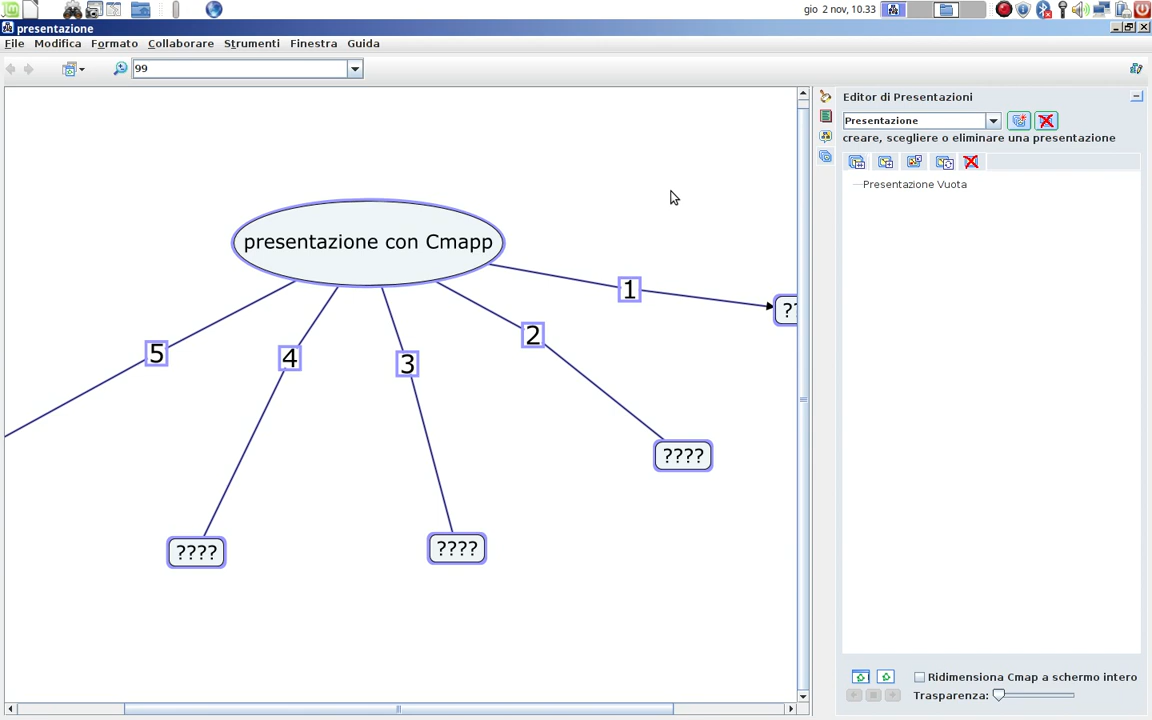 gio 2 nov, 10.33
presentazione
File Modifica Formato Collaborare Strumenti Finestra Guida
99
Editor di Presentazioni
Presentazione
creare, scegliere o eliminare una presentazione
Presentazione Vuota
presentazione con Cmapp
1
??
2
5
4
3
????
????
????
Ridimensiona Cmap a schermo intero
Trasparenza: